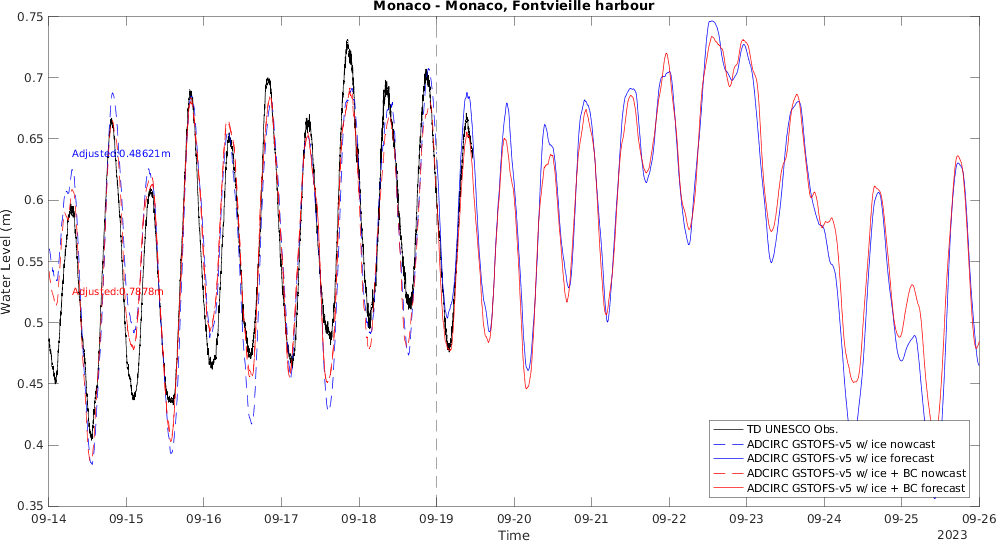 Monaco - Monaco, Fontvieille harbour
0.75
0.7
0.65
0.6
0.55
0.5
0.45
0.4
0.35
Water Level (m)
Adjusted:0.48621m
Adjusted:0.7878m
TD UNESCO Obs.
ADCIRC GSTOFS-v5 w/ ice nowcast
ADCIRC GSTOFS-v5 w/ ice forecast
ADCIRC GSTOFS-v5 w/ ice + BC nowcast
ADCIRC GSTOFS-v5 w/ ice + BC forecast
09-14 09-15 09-16 09-17 09-18 09-19 09-20 09-21 09-22 09-23 09-24 09-25 09-26
Time
2023